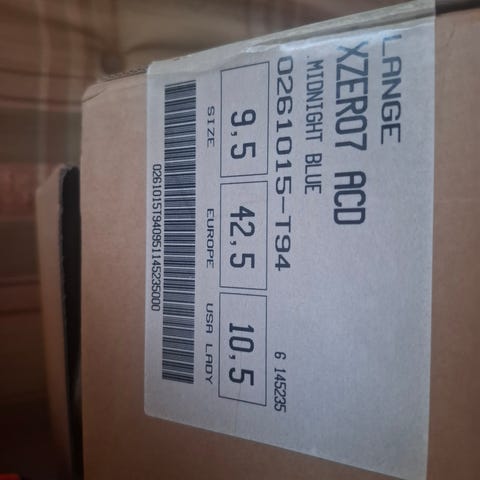 LANGE
XZERO7 ACD
MIDNIGHT BLUE
0261015-T94
6 145235
9,5 42,5 10,5
SIZE EUROPE USA LADY
0261015T94095114523500